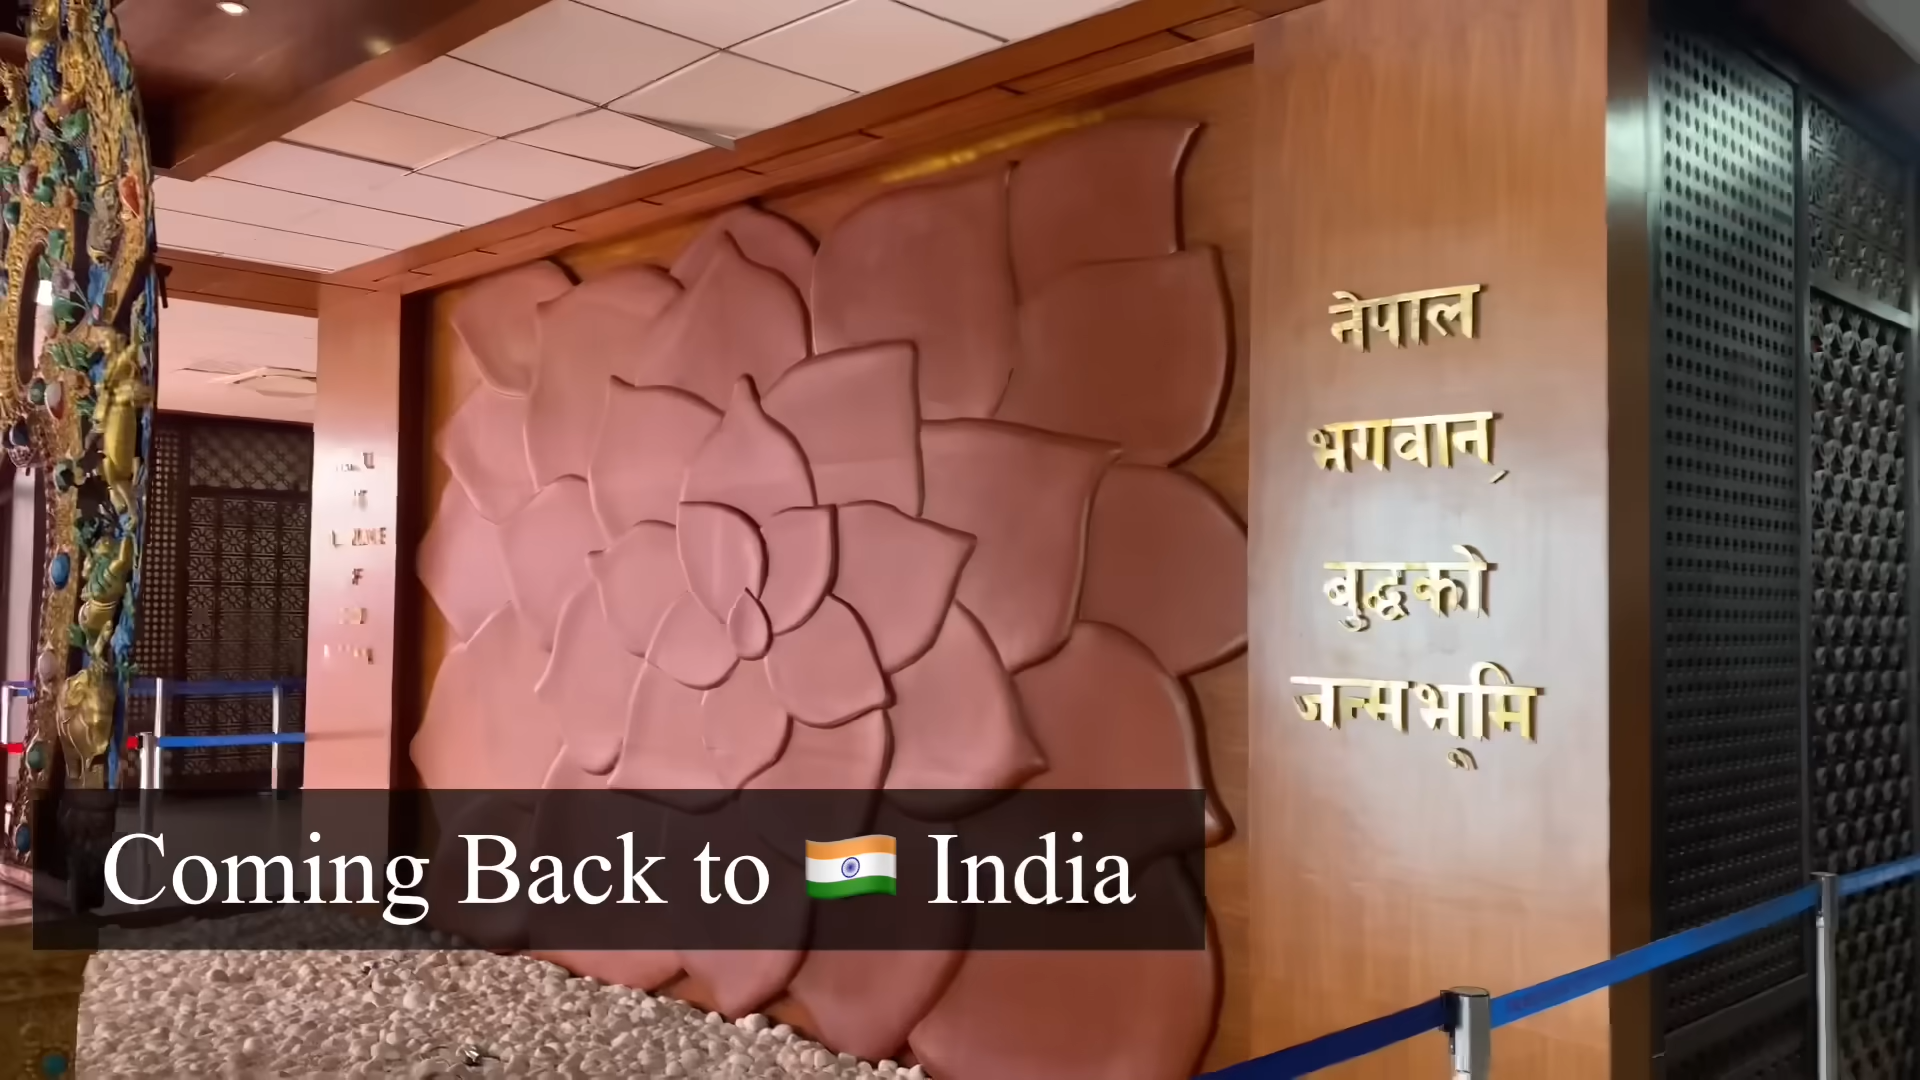 नेपाल
भगवान्
बुद्धको
जन्मभूमि
Coming Back to 🇮🇳 India